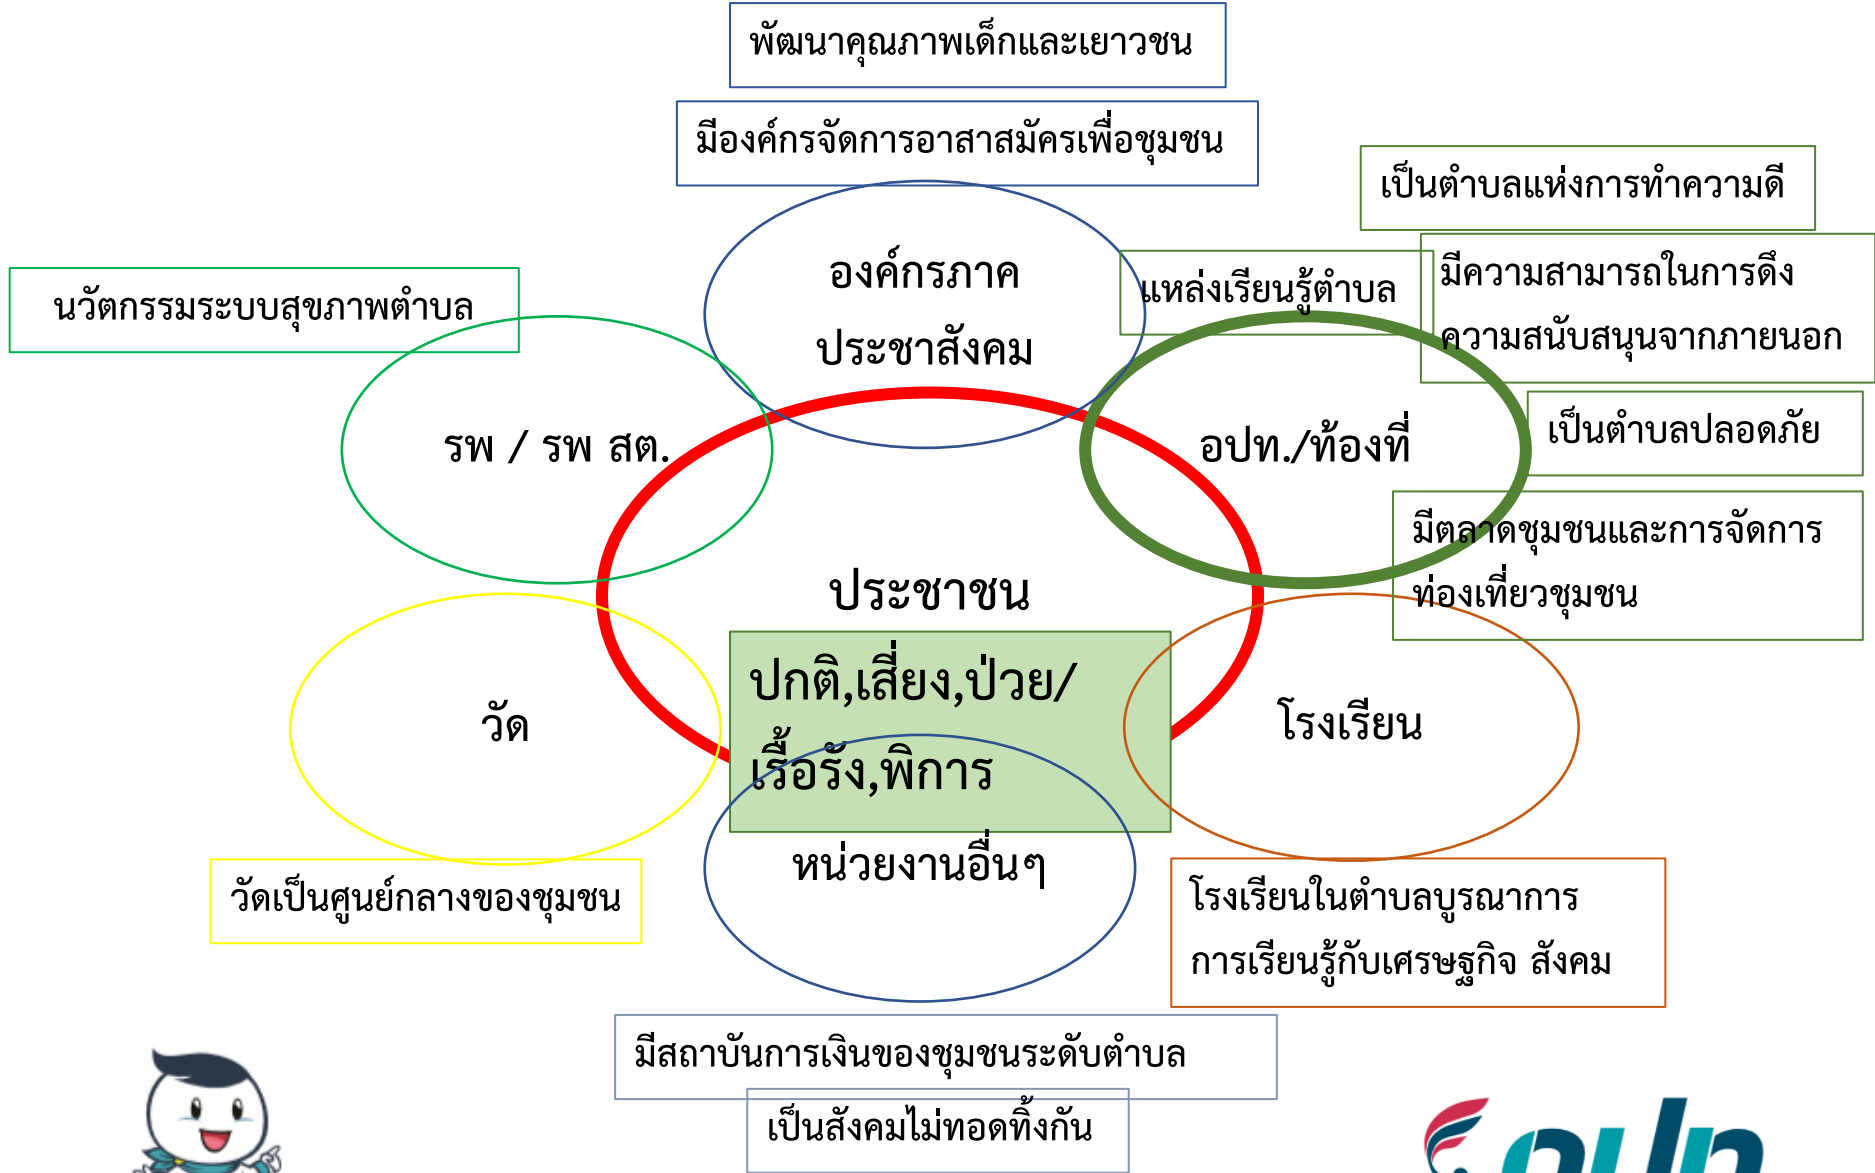 พัฒนาคุณภาพเด็กและเยาวชน
มีองค์กรจัดการอาสาสมัครเพื่อชุมชน
เป็นตำบลแห่งการทำความดี
องค์กรภาค
ประชาสังคม
แหล่งเรียนรู้ตำบล
มีความสามารถในการดึง
ความสนับสนุนจากภายนอก
นวัตกรรมระบบสุขภาพตำบล
รพ / รพ สต.
อปท./ท้องที่
เป็นตำบลปลอดภัย
มีตลาดชุมชนและการจัดการ
ท่องเที่ยวชุมชน
ประชาชน
ปกติ,เสี่ยง,ป่วย/
เรื้อรัง,พิการ
วัด
โรงเรียน
หน่วยงานอื่นๆ
วัดเป็นศูนย์กลางของชุมชน
โรงเรียนในตำบลบูรณาการ
การเรียนรู้กับเศรษฐกิจ สังคม
มีสถาบันการเงินของชุมชนระดับตำบล
เป็นสังคมไม่ทอดทิ้งกัน